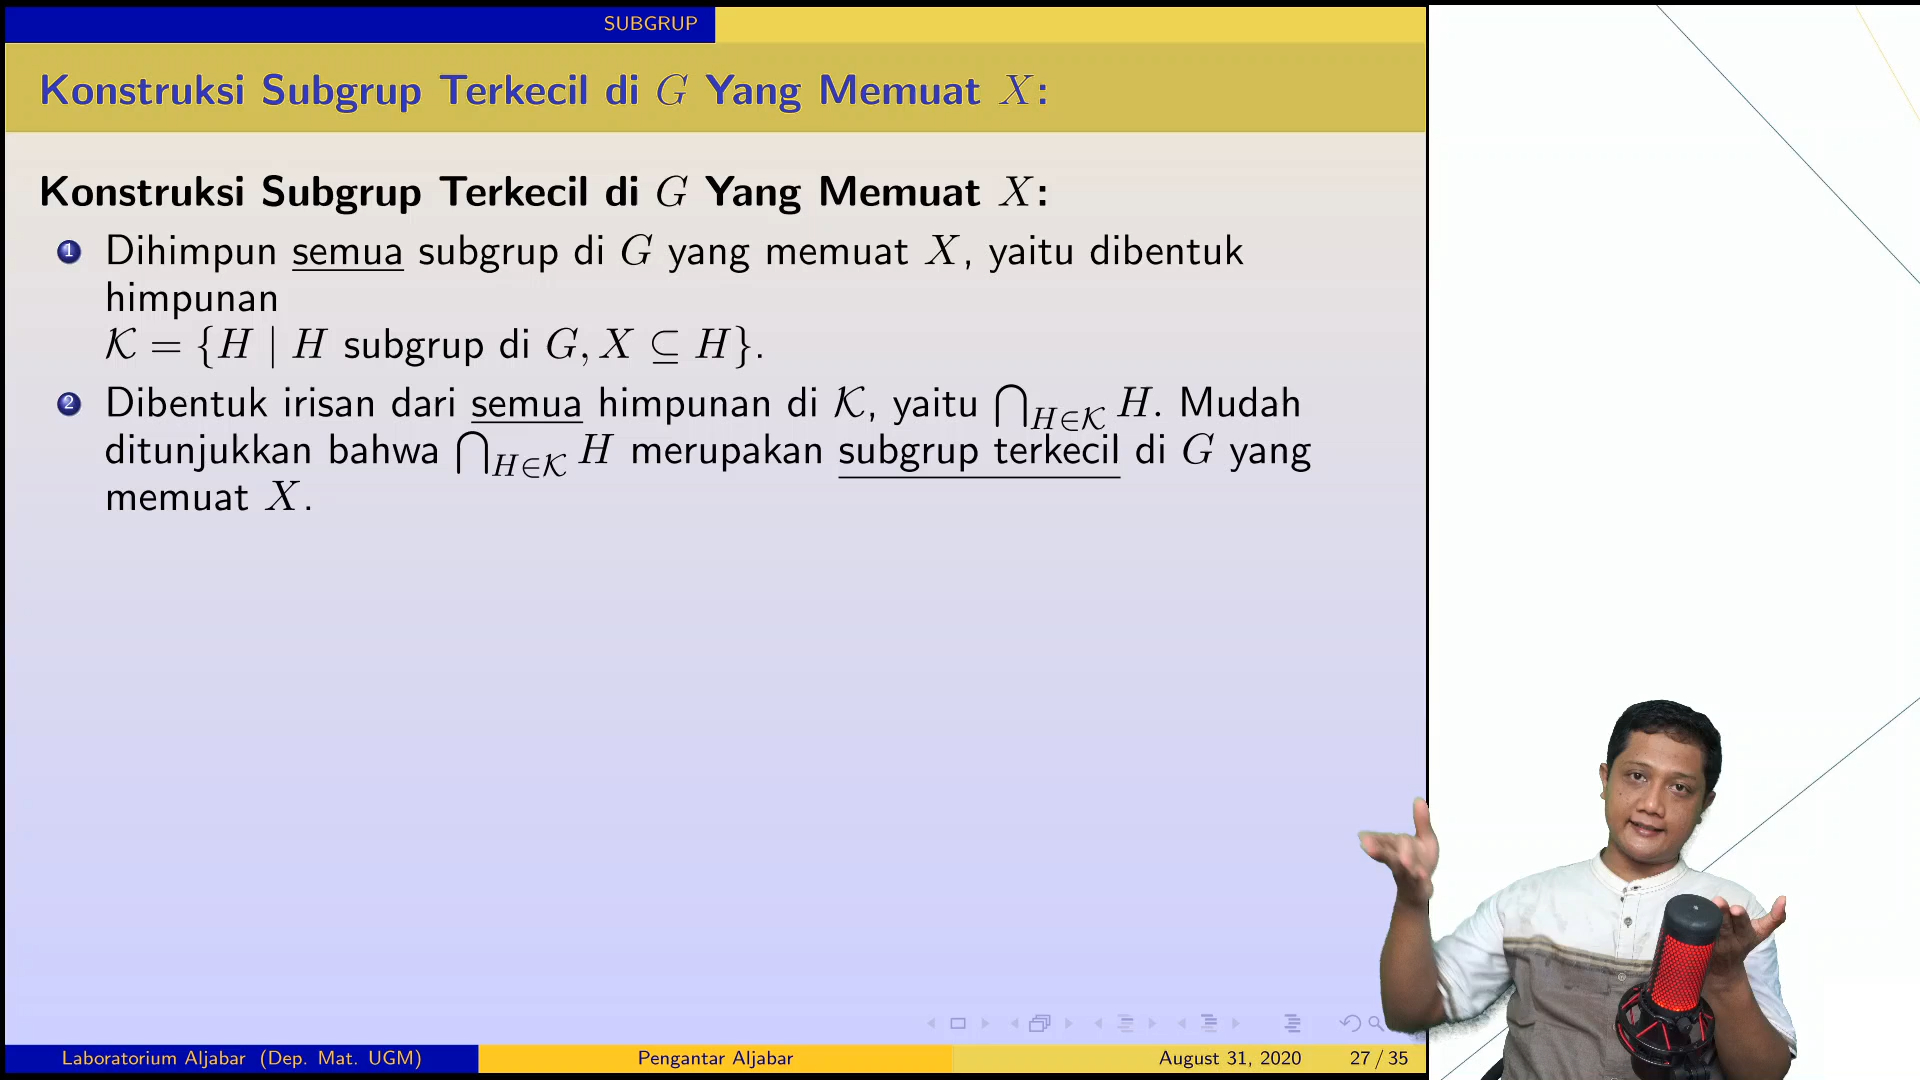 SUBGRUP
Konstruksi Subgrup Terkecil di G Yang Memuat X:
Konstruksi Subgrup Terkecil di G Yang Memuat X:
1 Dihimpun semua subgrup di G yang memuat X, yaitu dibentuk
himpunan
𝒦 = {H | H subgrup di G, X ⊆ H}.
2 Dibentuk irisan dari semua himpunan di 𝒦, yaitu ⋂_{H∈𝒦} H. Mudah
ditunjukkan bahwa ⋂_{H∈𝒦} H merupakan subgrup terkecil di G yang
memuat X.
Laboratorium Aljabar (Dep. Mat. UGM) Pengantar Aljabar August 31, 2020 27 / 35